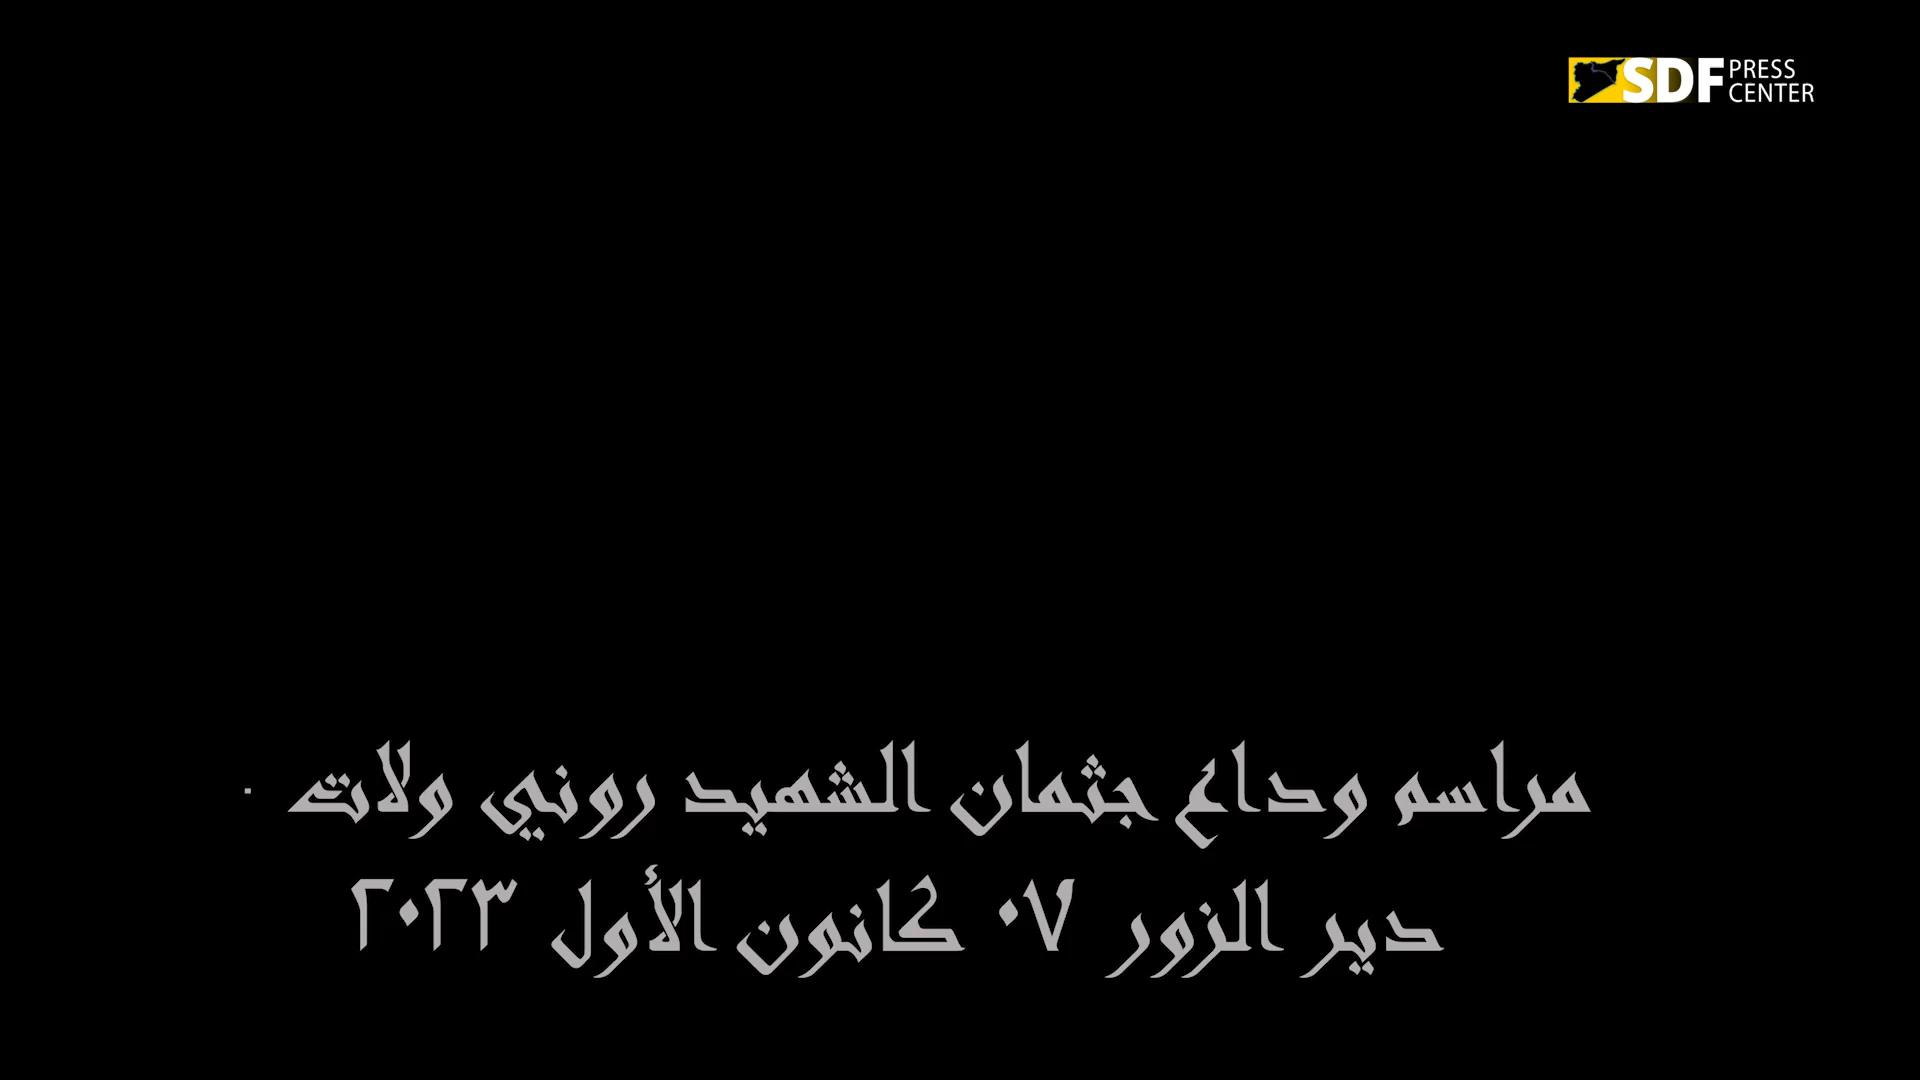 SDF PRESS
CENTER
مراسم وداع جثمان الشهيد روني ولات .
دير الزور ٠٧ كانون الأول ٢٠٢٣